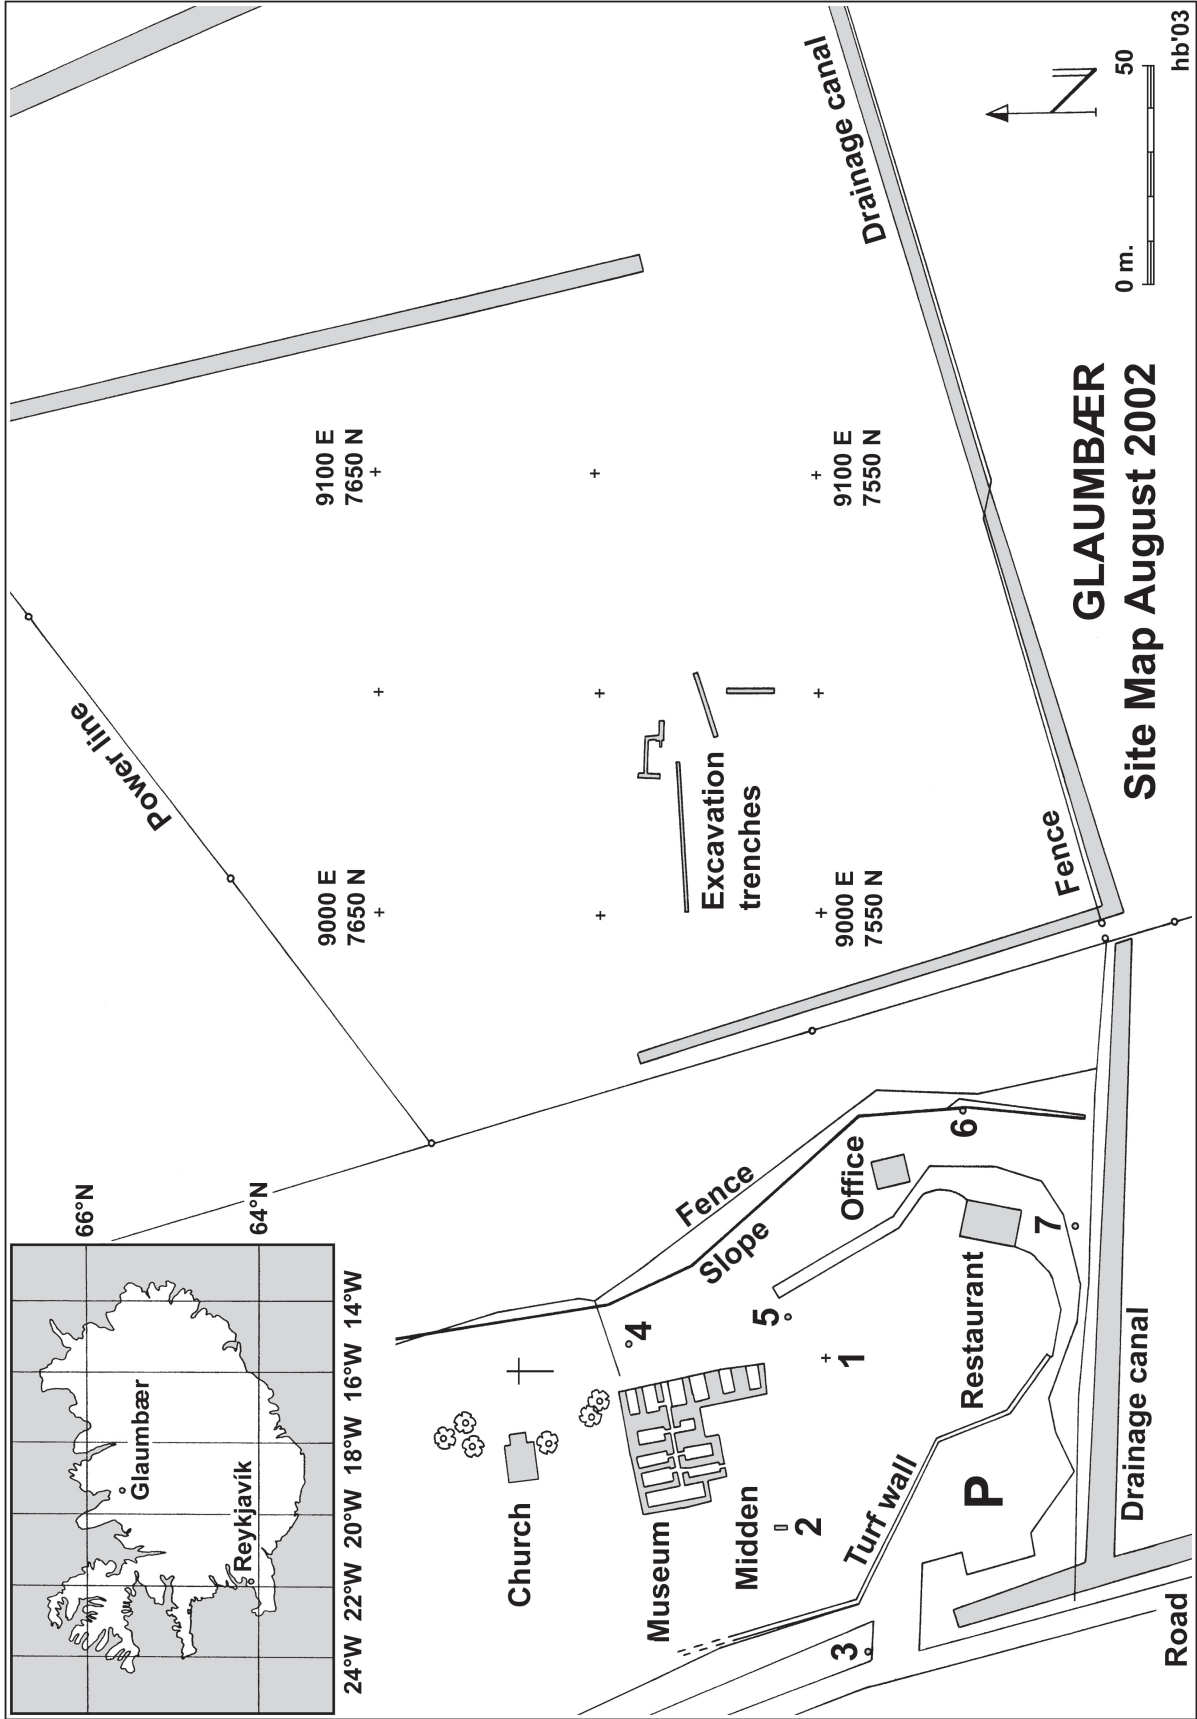 66°N
64°N
24°W 22°W 20°W 18°W 16°W 14°W
Glaumbær
Reykjavík
Power line
9000 E
7650 N
9100 E
7650 N
Church
Museum
Midden
Fence
Slope
Office
Excavation
trenches
9000 E
7550 N
9100 E
7550 N
Drainage canal
1
2
3
4
5
6
7
Turf wall
P
Restaurant
Fence
Road
Drainage canal
GLAUMBÆR
Site Map August 2002
0 m.
50
N
hb'03